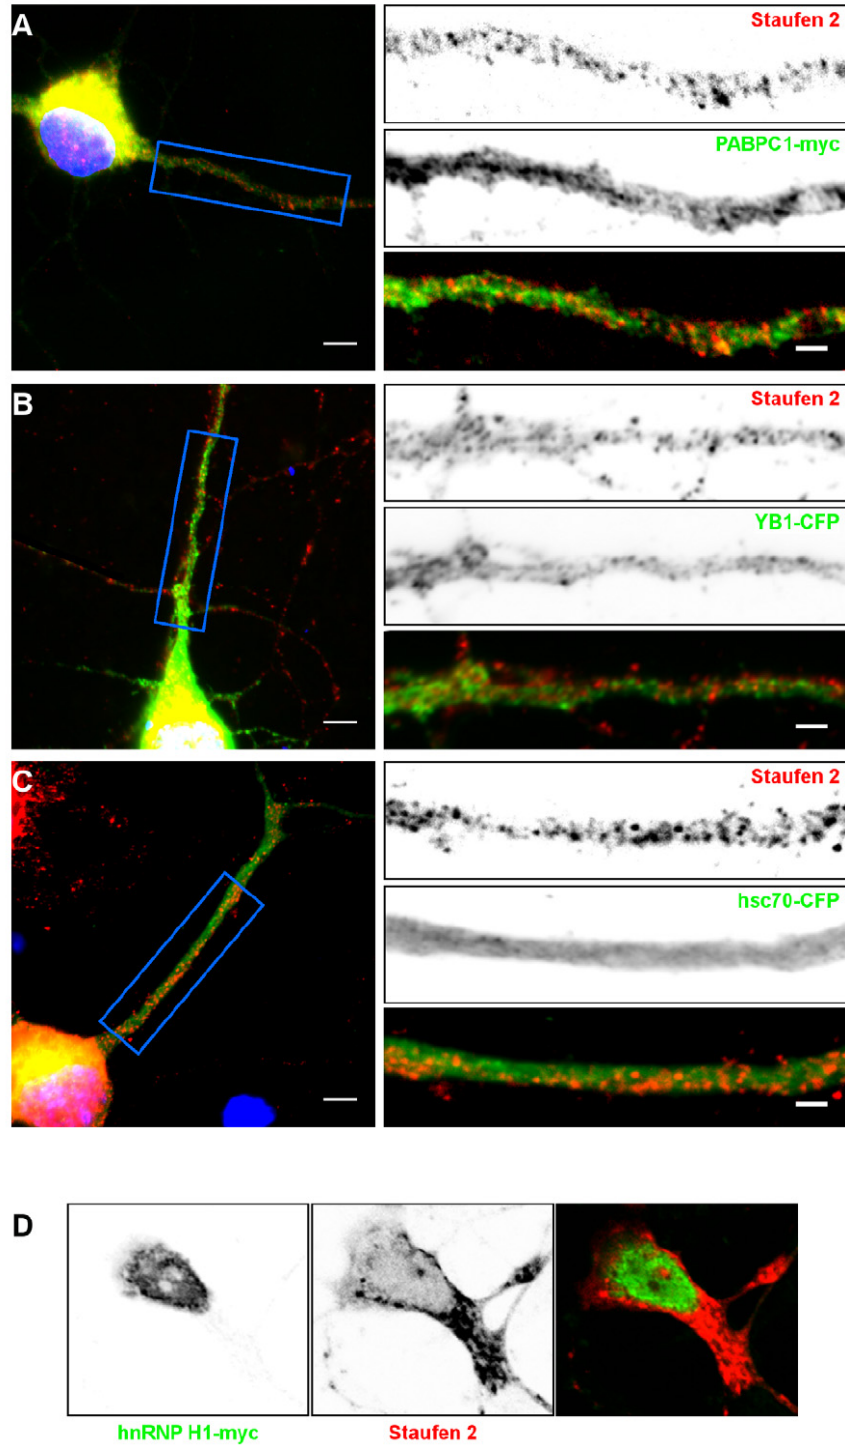 A
Staufen 2
PABPC1-myc
B
Staufen 2
YB1-CFP
C
Staufen 2
hsc70-CFP
D
hnRNP H1-myc
Staufen 2